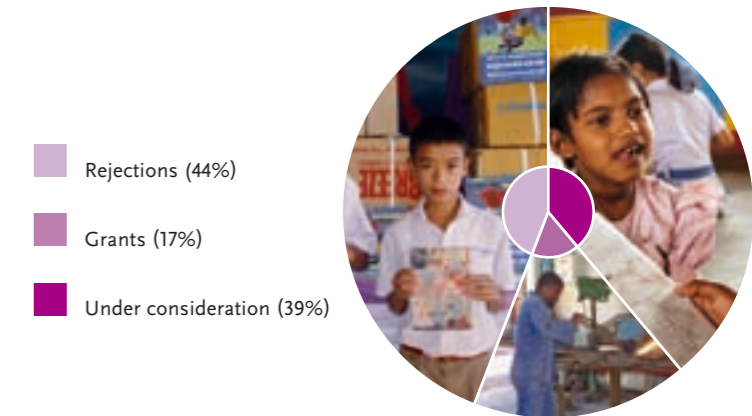 Rejections (44%)
Grants (17%)
Under consideration (39%)